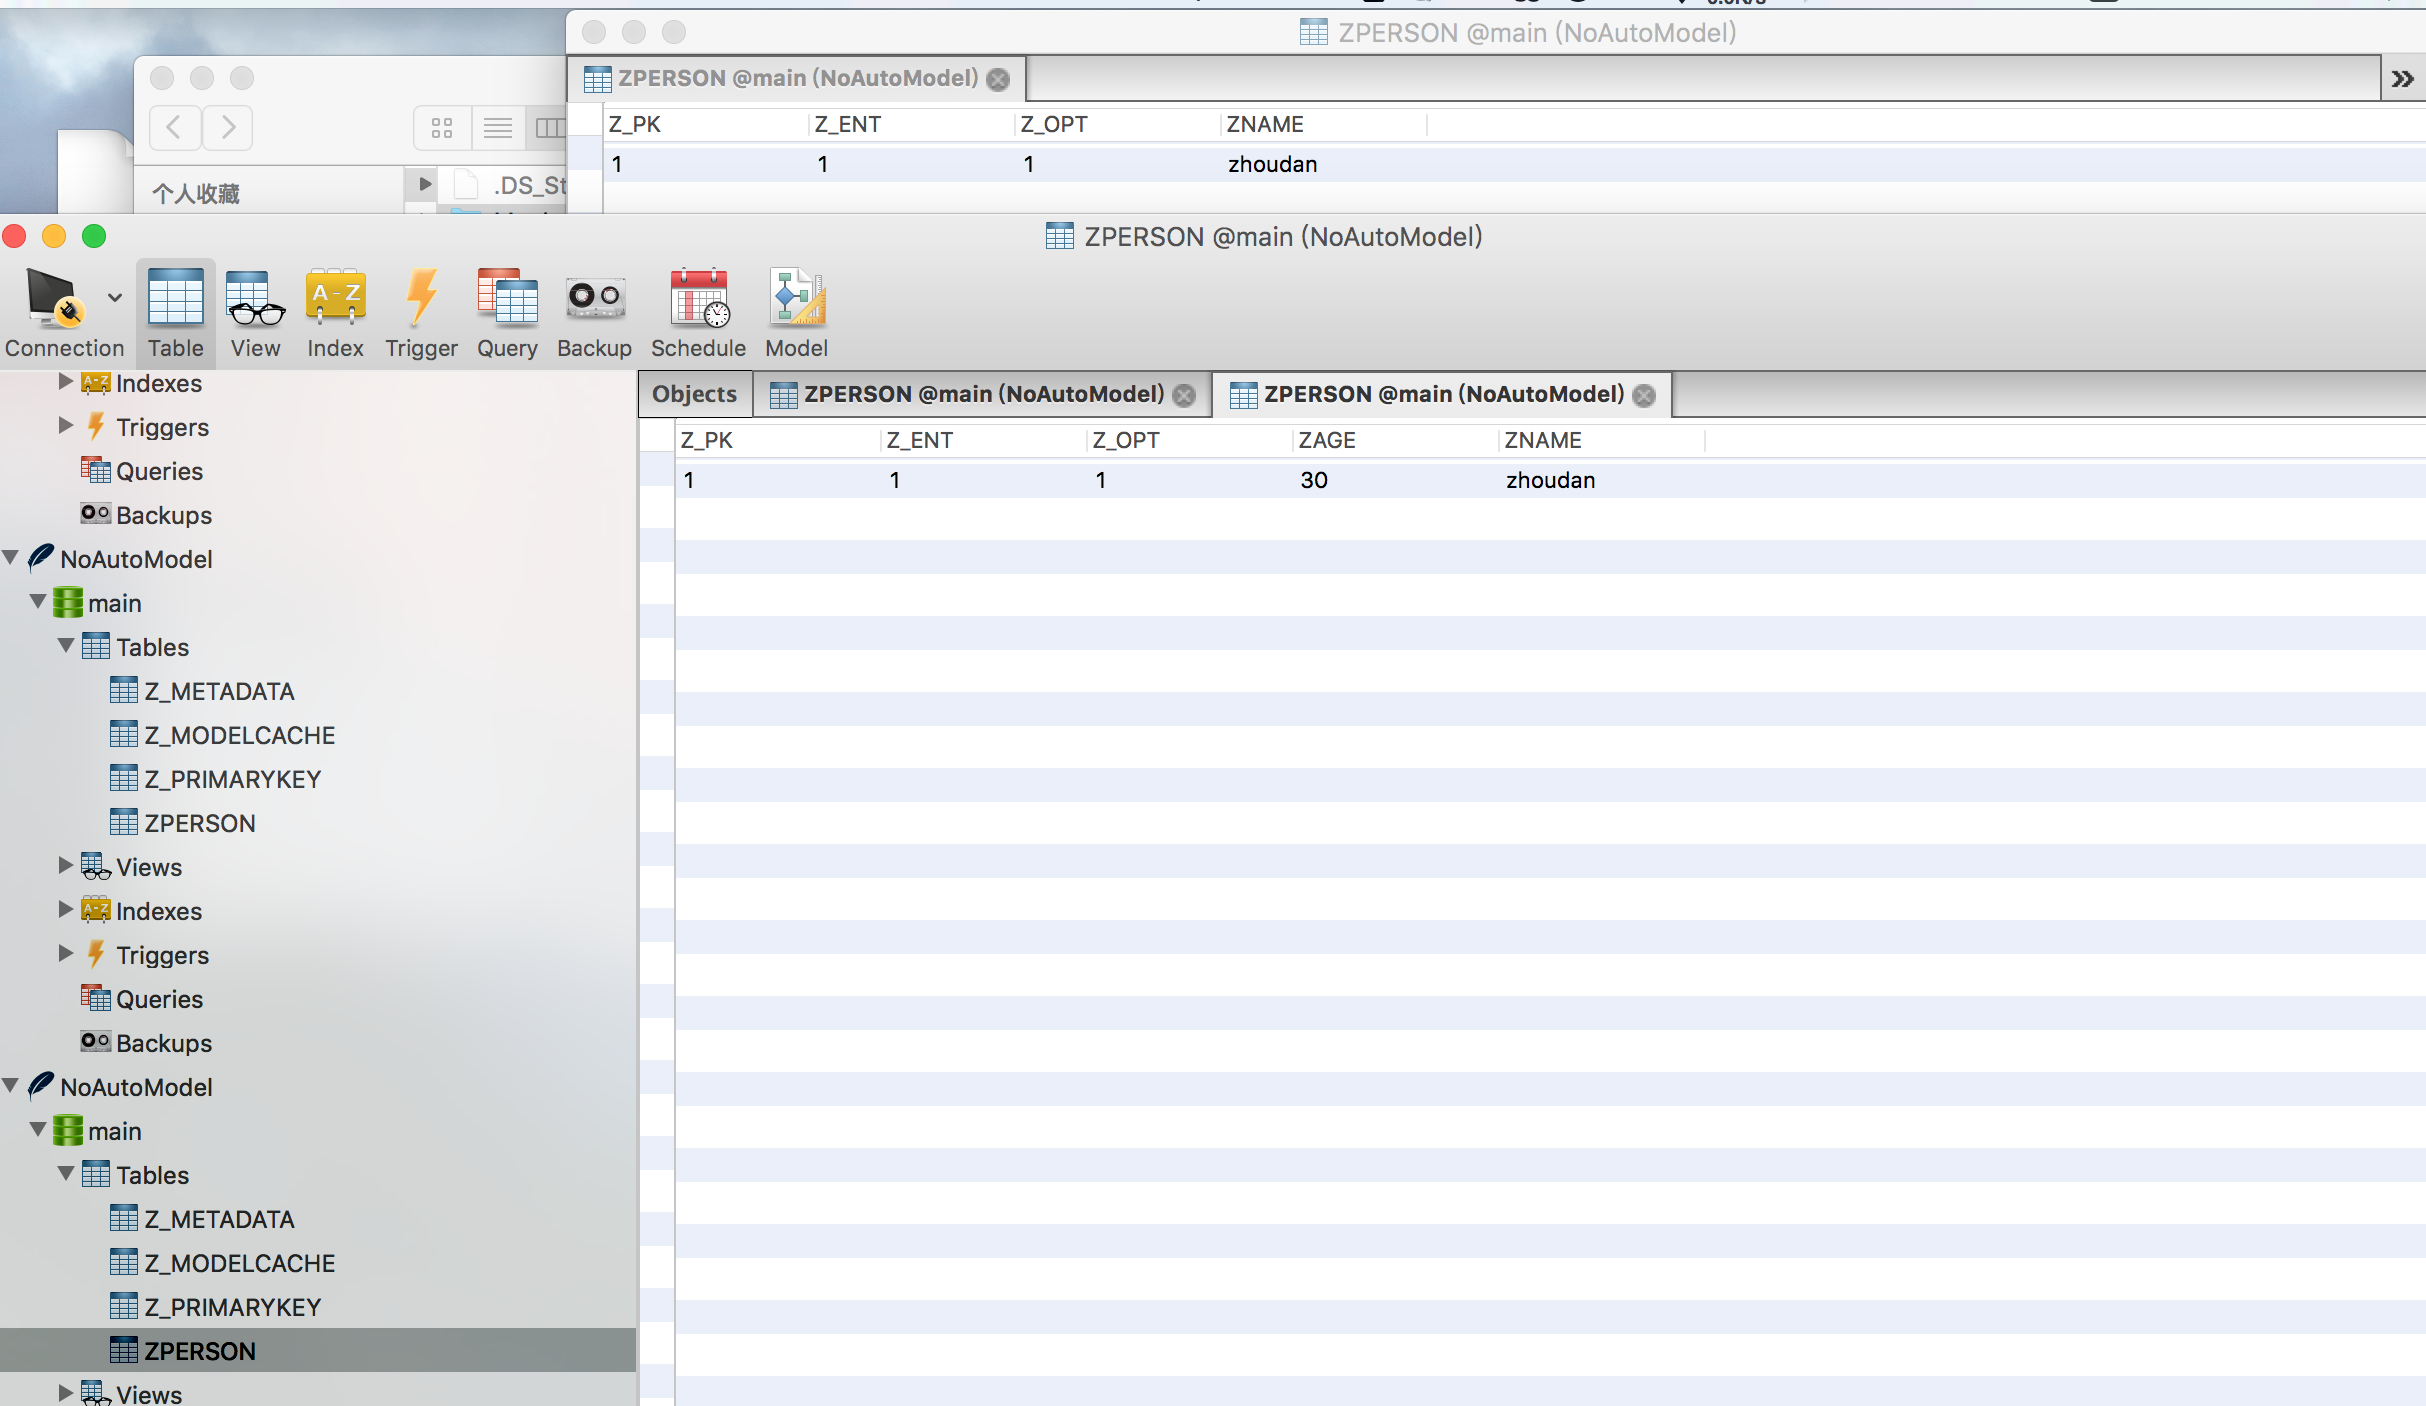 ZPERSON @main (NoAutoModel)
ZPERSON @main (NoAutoModel)
Z_PK Z_ENT Z_OPT ZNAME
1 1 1 zhoudan
.DS_St
个人收藏
ZPERSON @main (NoAutoModel)
Connection Table View Index Trigger Query Backup Schedule Model
A-Z
Indexes
Triggers
Queries
Backups
NoAutoModel
main
Tables
Z_METADATA
Z_MODELCACHE
Z_PRIMARYKEY
ZPERSON
Views
Indexes
Triggers
Queries
Backups
NoAutoModel
main
Tables
Z_METADATA
Z_MODELCACHE
Z_PRIMARYKEY
ZPERSON
Views
Objects ZPERSON @main (NoAutoModel) ZPERSON @main (NoAutoModel)
Z_PK Z_ENT Z_OPT ZAGE ZNAME
1 1 1 30 zhoudan